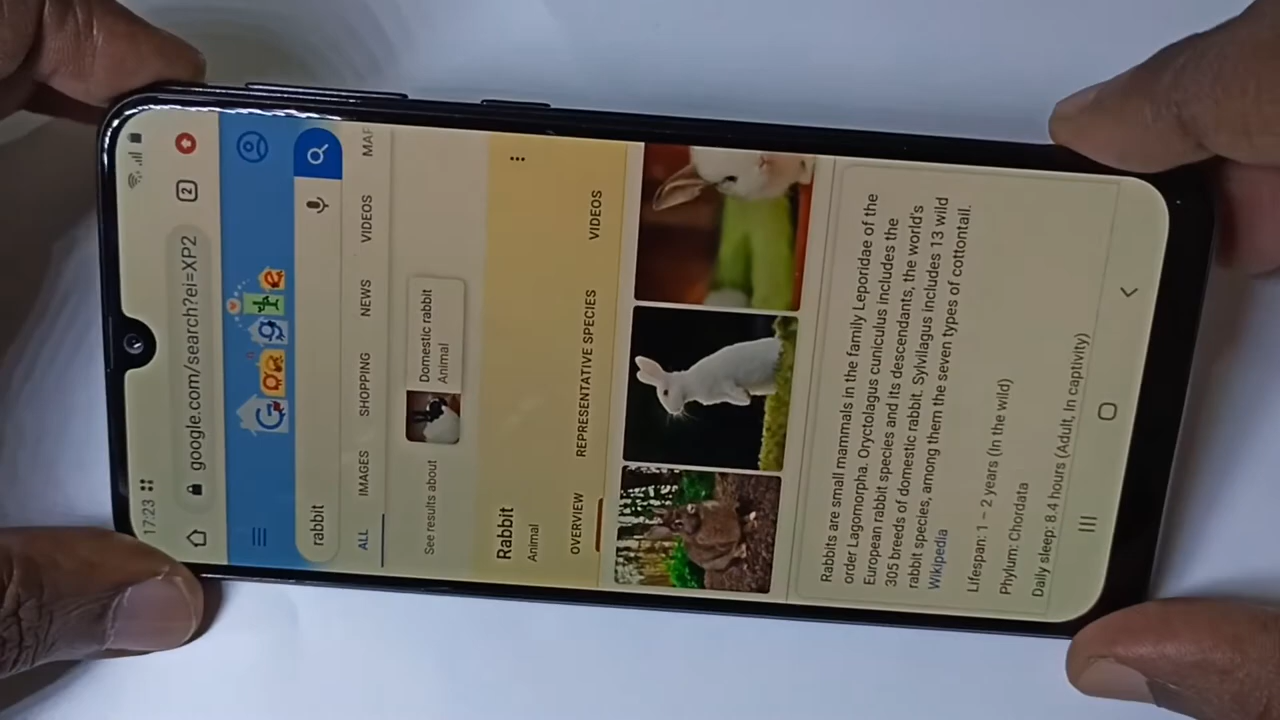 17:23
google.com/search?ei=XP2
2
rabbit
ALL IMAGES SHOPPING NEWS VIDEOS MAP
See results about
Domestic rabbit
Animal
Rabbit
Animal
OVERVIEW REPRESENTATIVE SPECIES VIDEOS
Rabbits are small mammals in the family Leporidae of the
order Lagomorpha. Oryctolagus cuniculus includes the
European rabbit species and its descendants, the world's
305 breeds of domestic rabbit. Sylvilagus includes 13 wild
rabbit species, among them the seven types of cottontail.
Wikipedia
Lifespan: 1 – 2 years (In the wild)
Phylum: Chordata
Daily sleep: 8.4 hours (Adult, In captivity)